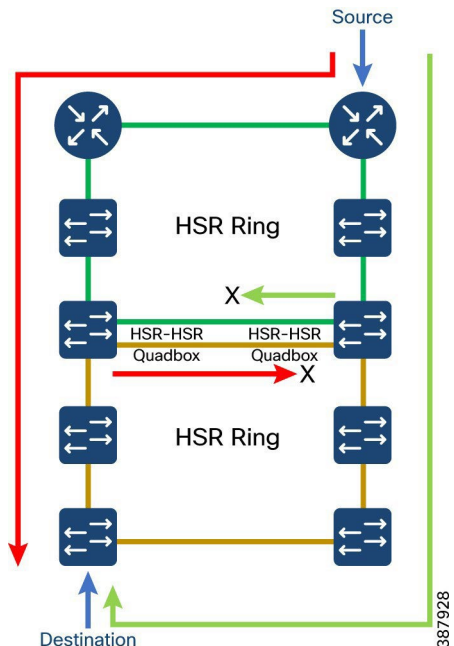 Source
HSR Ring
X
HSR-HSR HSR-HSR
Quadbox Quadbox
X
HSR Ring
Destination
387928